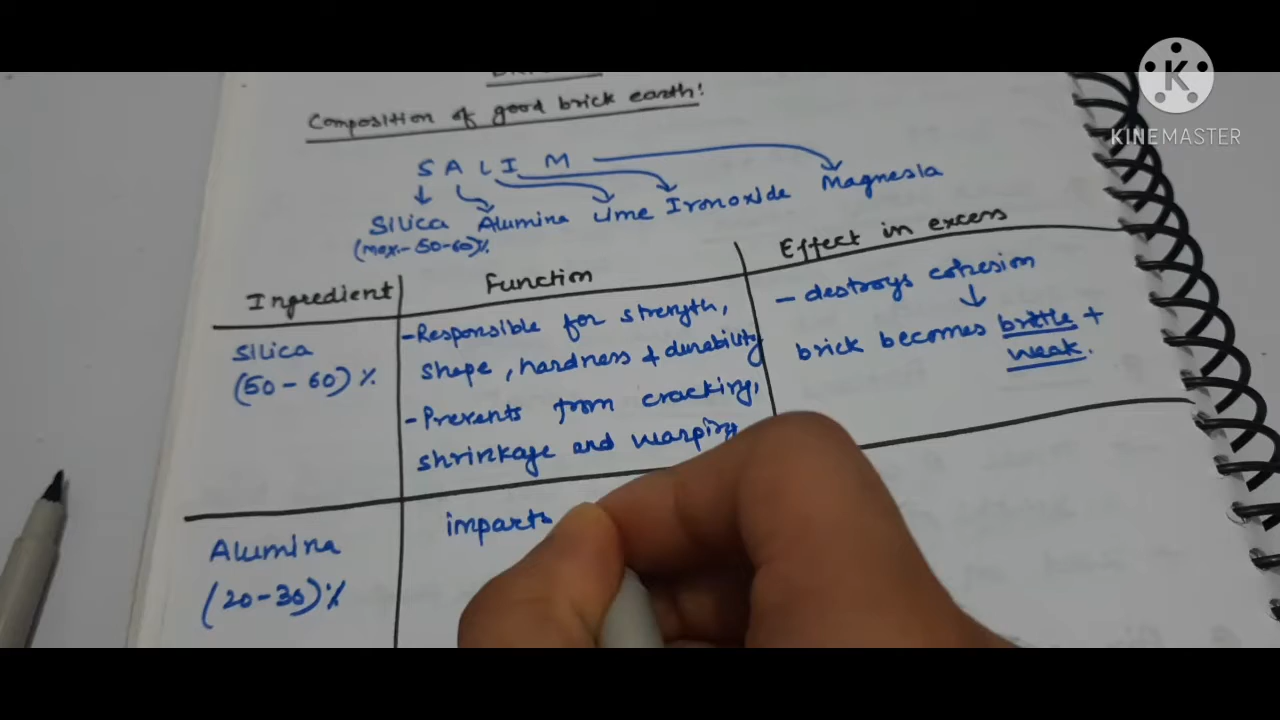 Composition of good brick earth:
S A L I M
Silica Alumina Lime Ironoxide Magnesia
(max.- 50-60)%
Ingredient Function Effect in excess
Silica
(50 - 60) %
- Responsible for strength,
shape, hardness & durability
- Prevents from cracking,
shrinkage and warping
- destroys cohesion
brick becomes brittle +
weak.
Alumina
(20-30)%
imparts
K
KINEMASTER